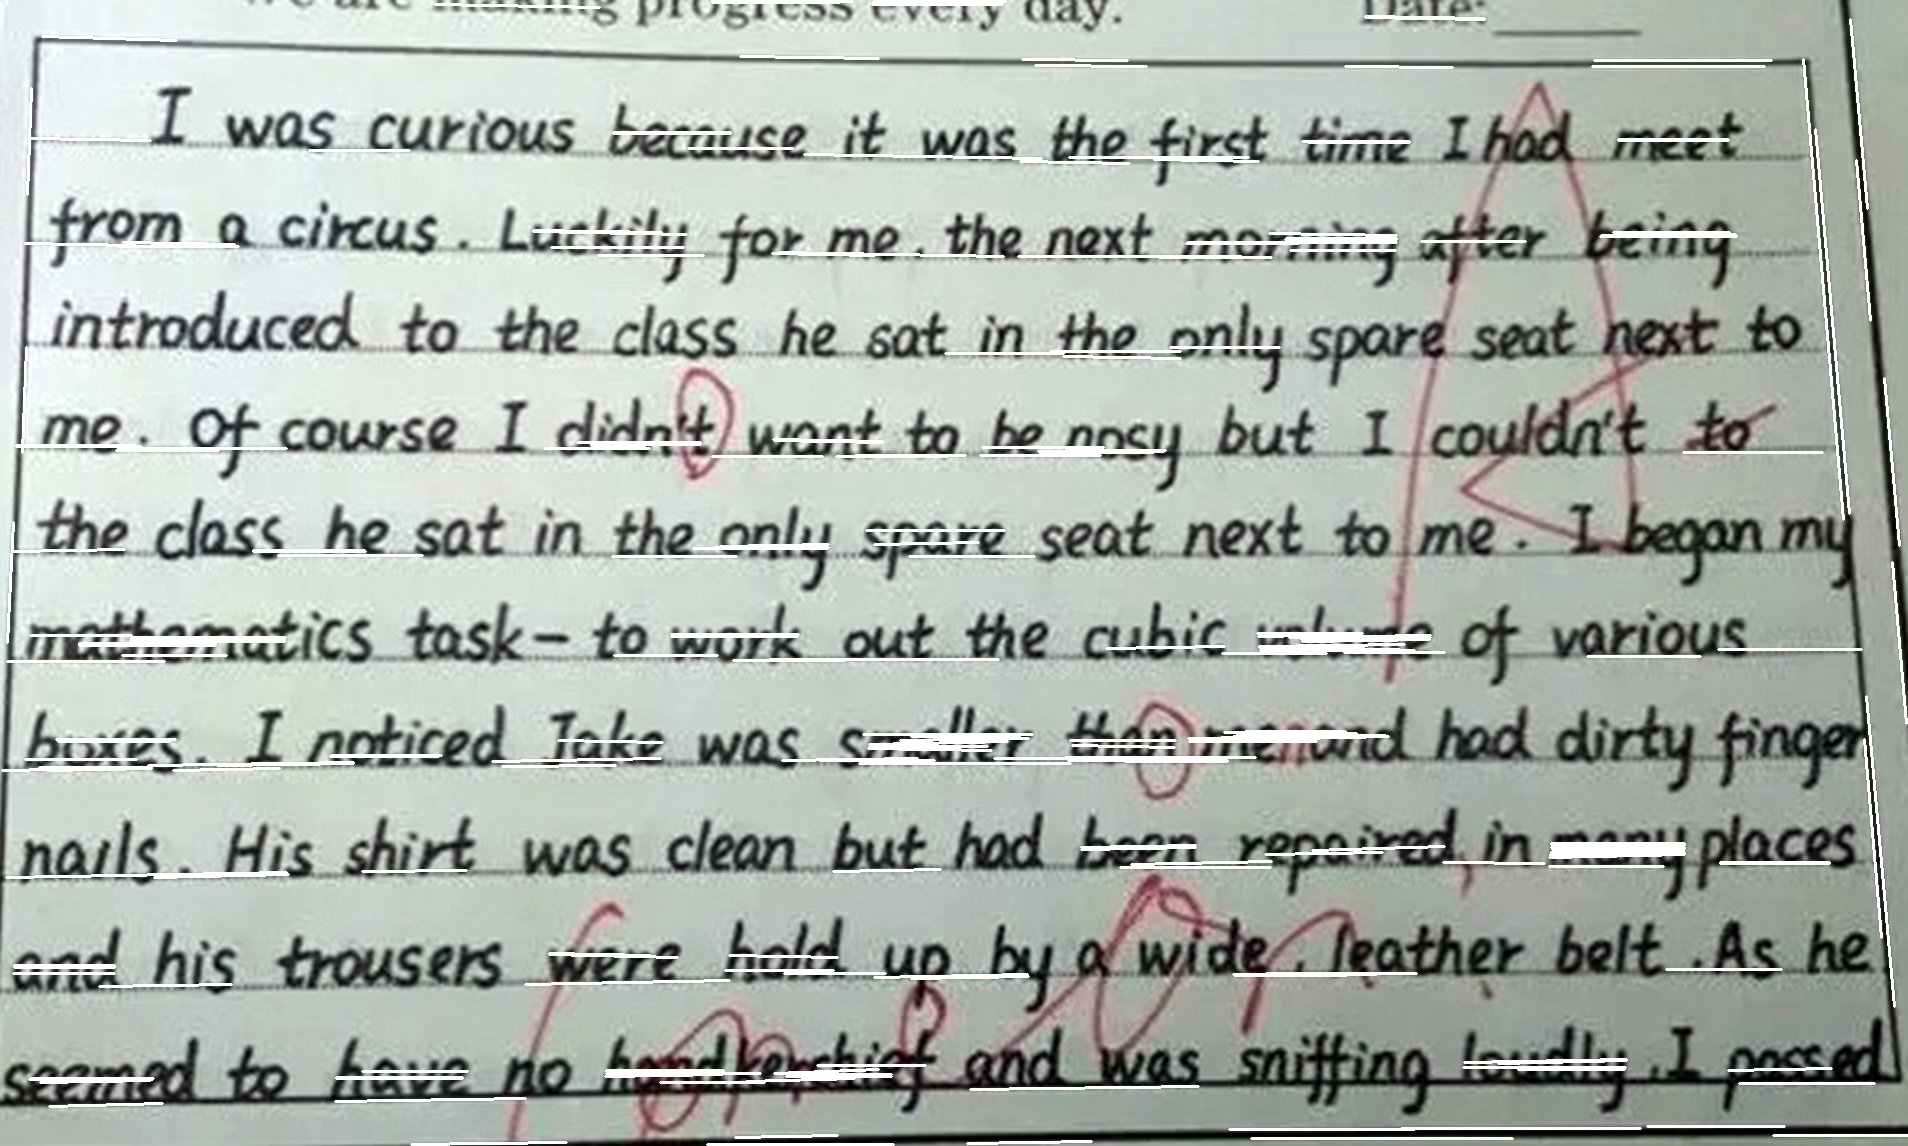 we are making progress every day. Date:
I was curious because it was the first time I had meet
from a circus. Luckily for me. the next morning after being
introduced to the class he sat in the only spare seat next to
me. Of course I didn't want to be nosy but I couldn't to
the class he sat in the only spare seat next to me. I began my
mathematics task- to work out the cubic volume of various
boxes. I noticed Jake was smaller than men and had dirty finger
nails. His shirt was clean but had been repaired, in many places
and his trousers were hold up by a wide, leather belt. As he
seemed to have no handkerchief and was sniffing loudly. I passed